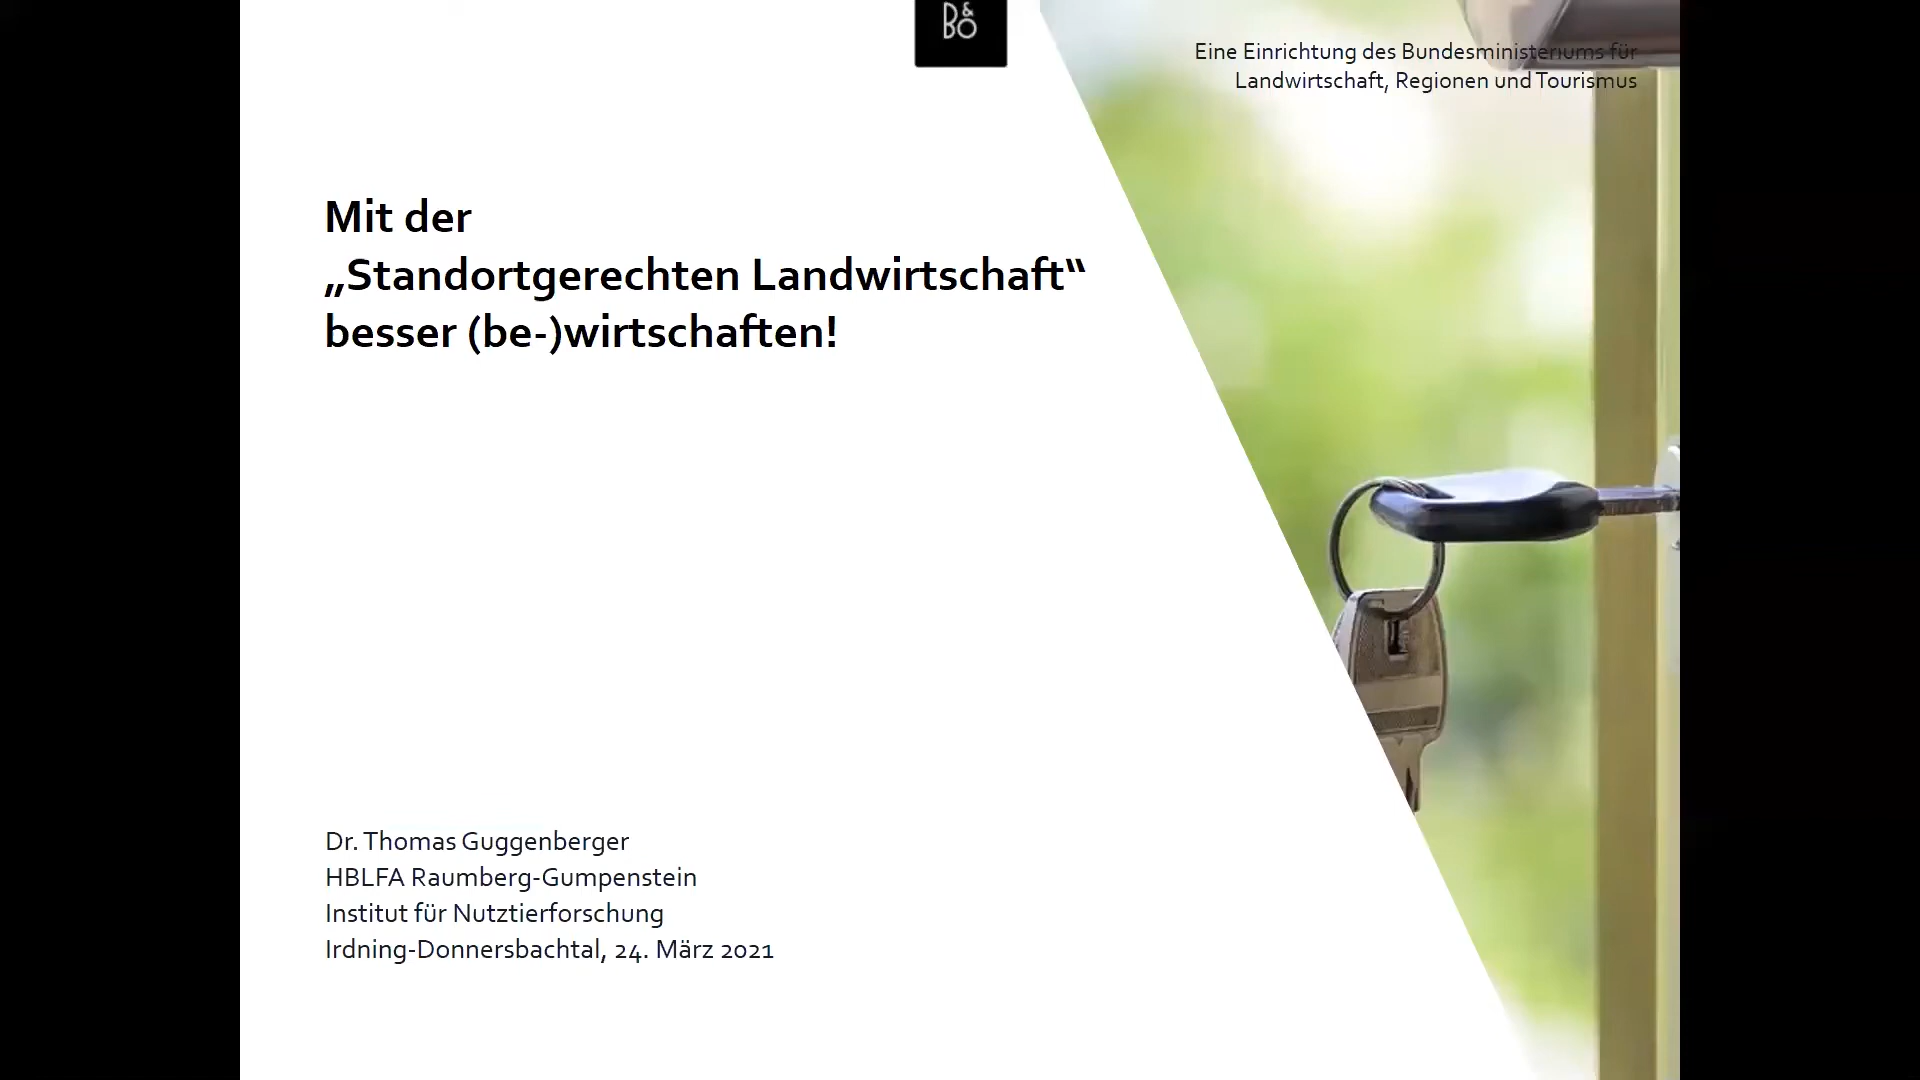 B&O
Eine Einrichtung des Bundesministeriums für
Landwirtschaft, Regionen und Tourismus
Mit der
„Standortgerechten Landwirtschaft“
besser (be-)wirtschaften!
Dr. Thomas Guggenberger
HBLFA Raumberg-Gumpenstein
Institut für Nutztierforschung
Irdning-Donnersbachtal, 24. März 2021